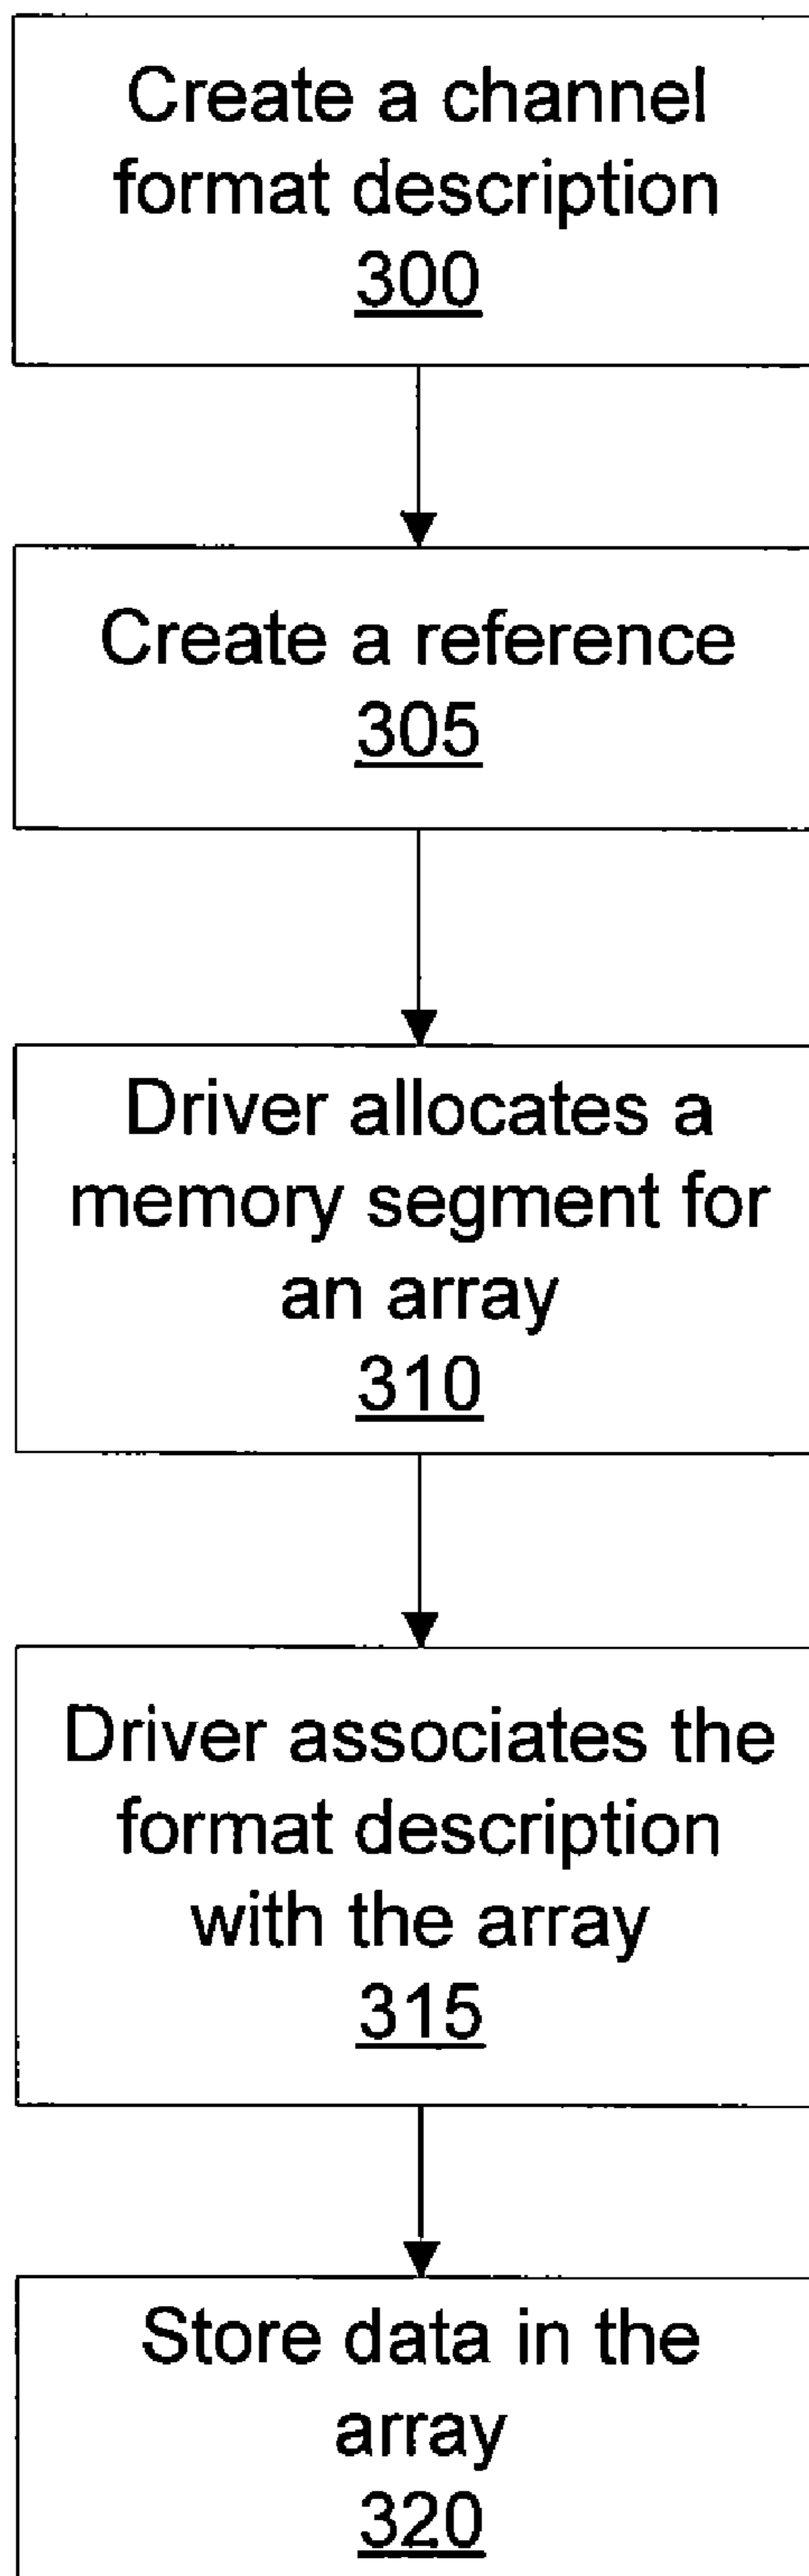 Create a channel
format description
300
Create a reference
305
Driver allocates a
memory segment for
an array
310
Driver associates the
format description
with the array
315
Store data in the
array
320